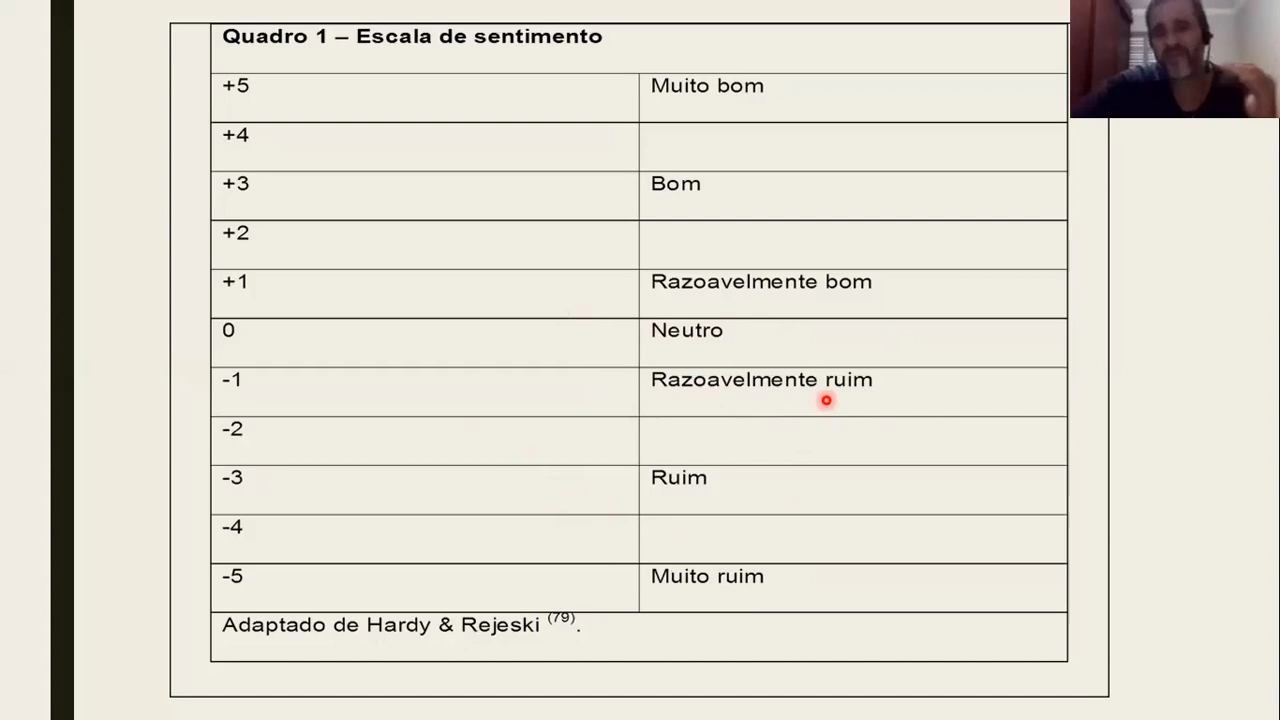 Quadro 1 – Escala de sentimento
+5 Muito bom
+4
+3 Bom
+2
+1 Razoavelmente bom
0 Neutro
-1 Razoavelmente ruim
-2
-3 Ruim
-4
-5 Muito ruim
Adaptado de Hardy & Rejeski (79).